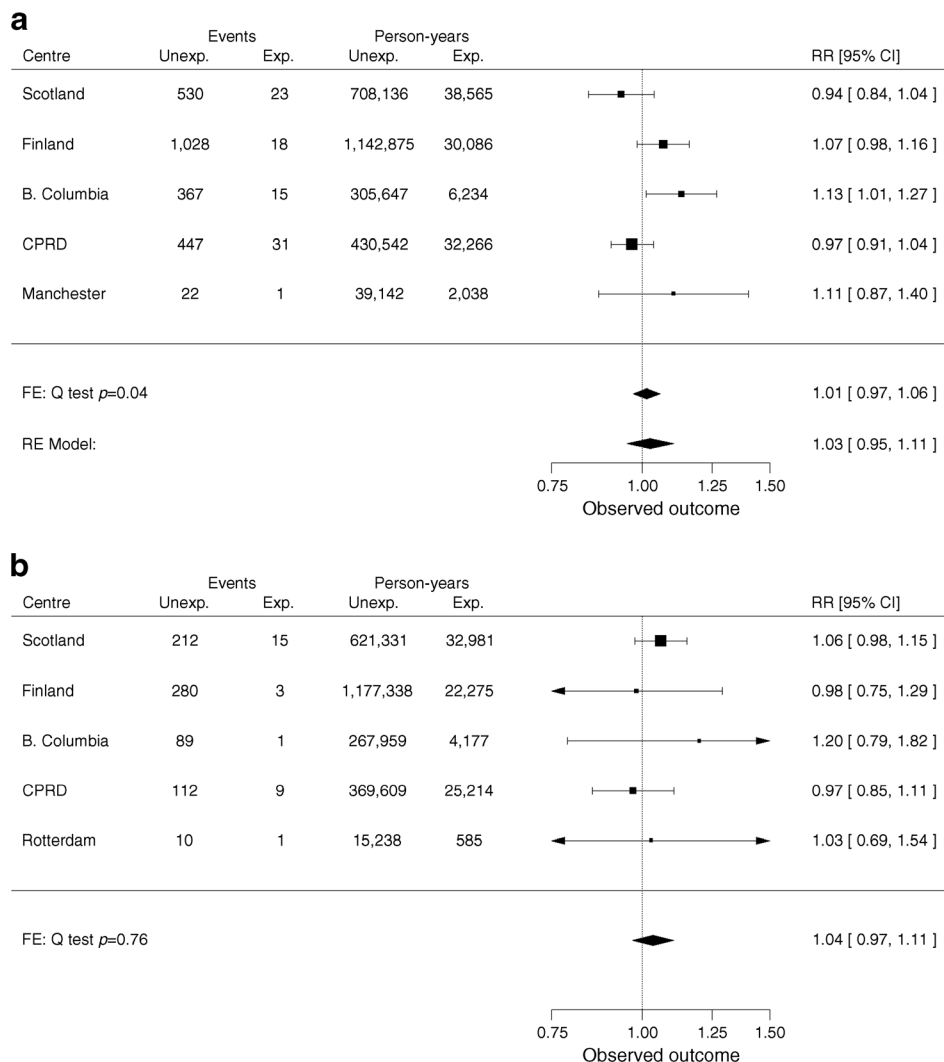 a
Events Person-years
Centre Unexp. Exp. Unexp. Exp. RR [95% CI]
Scotland 530 23 708,136 38,565 0.94 [ 0.84, 1.04 ]
Finland 1,028 18 1,142,875 30,086 1.07 [ 0.98, 1.16 ]
B. Columbia 367 15 305,647 6,234 1.13 [ 1.01, 1.27 ]
CPRD 447 31 430,542 32,266 0.97 [ 0.91, 1.04 ]
Manchester 22 1 39,142 2,038 1.11 [ 0.87, 1.40 ]
FE: Q test p=0.04 1.01 [ 0.97, 1.06 ]
RE Model: 1.03 [ 0.95, 1.11 ]
0.75 1.00 1.25 1.50
Observed outcome
b
Events Person-years
Centre Unexp. Exp. Unexp. Exp. RR [95% CI]
Scotland 212 15 621,331 32,981 1.06 [ 0.98, 1.15 ]
Finland 280 3 1,177,338 22,275 0.98 [ 0.75, 1.29 ]
B. Columbia 89 1 267,959 4,177 1.20 [ 0.79, 1.82 ]
CPRD 112 9 369,609 25,214 0.97 [ 0.85, 1.11 ]
Rotterdam 10 1 15,238 585 1.03 [ 0.69, 1.54 ]
FE: Q test p=0.76 1.04 [ 0.97, 1.11 ]
0.75 1.00 1.25 1.50
Observed outcome